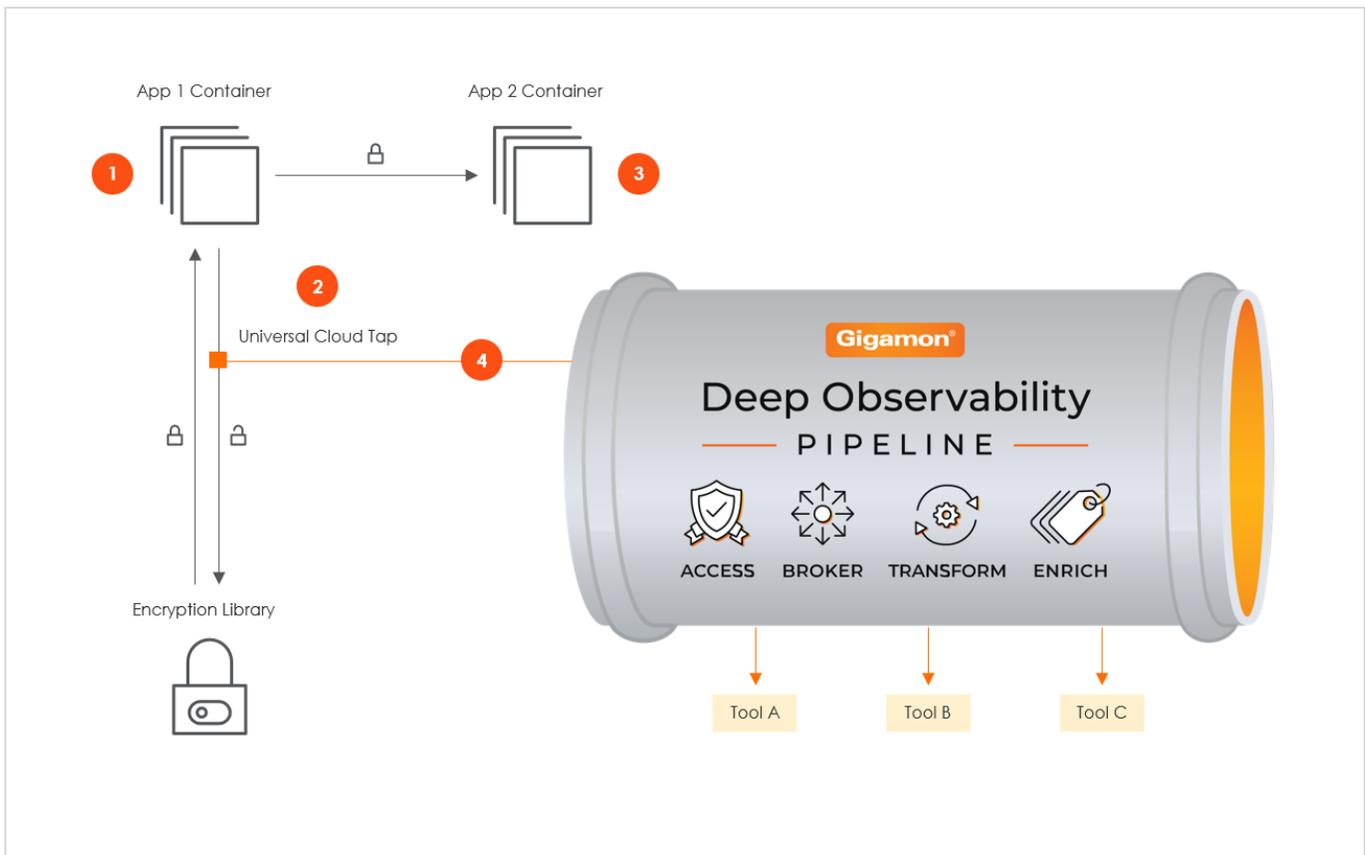 App 1 Container
App 2 Container
1
3
2
Universal Cloud Tap
4
Gigamon®
Deep Observability
PIPELINE
ACCESS BROKER TRANSFORM ENRICH
Encryption Library
Tool A
Tool B
Tool C